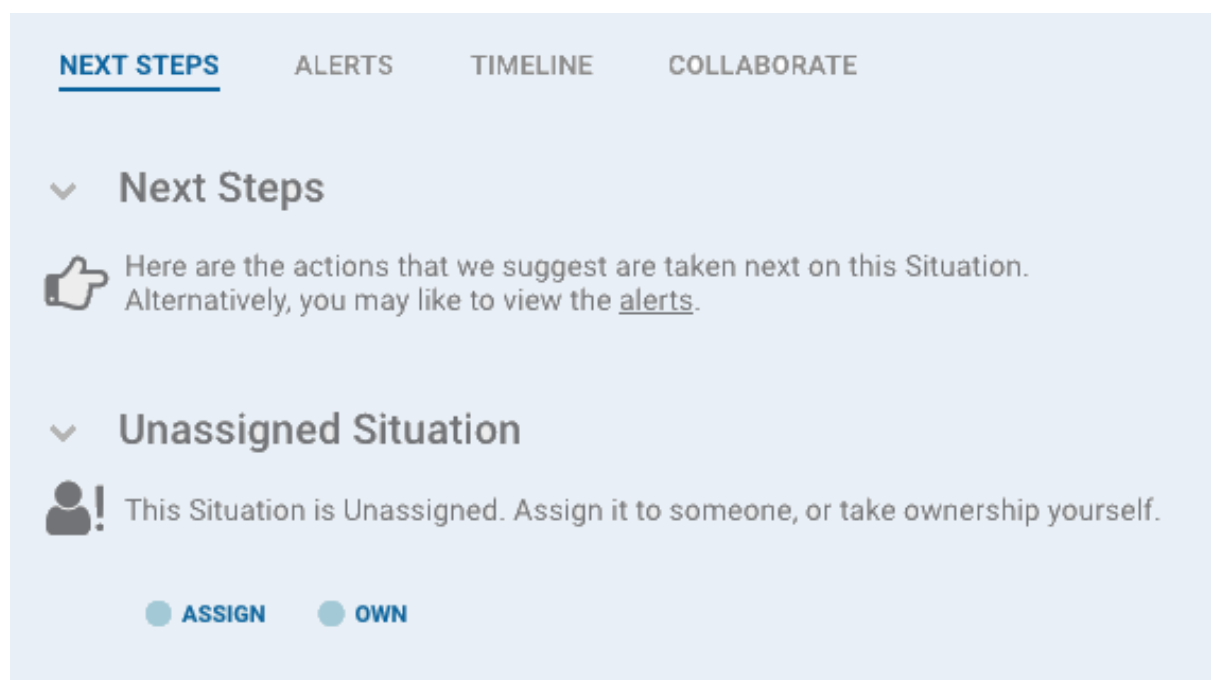 NEXT STEPS ALERTS TIMELINE COLLABORATE
Next Steps
Here are the actions that we suggest are taken next on this Situation.
Alternatively, you may like to view the alerts.
Unassigned Situation
This Situation is Unassigned. Assign it to someone, or take ownership yourself.
ASSIGN OWN